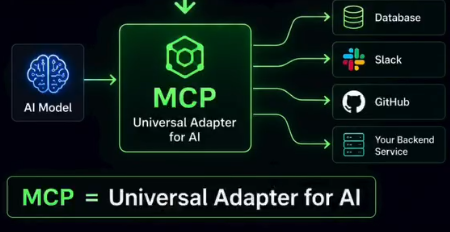 Database
Slack
AI Model
MCP
Universal Adapter
for AI
GitHub
Your Backend
Service
MCP = Universal Adapter for AI